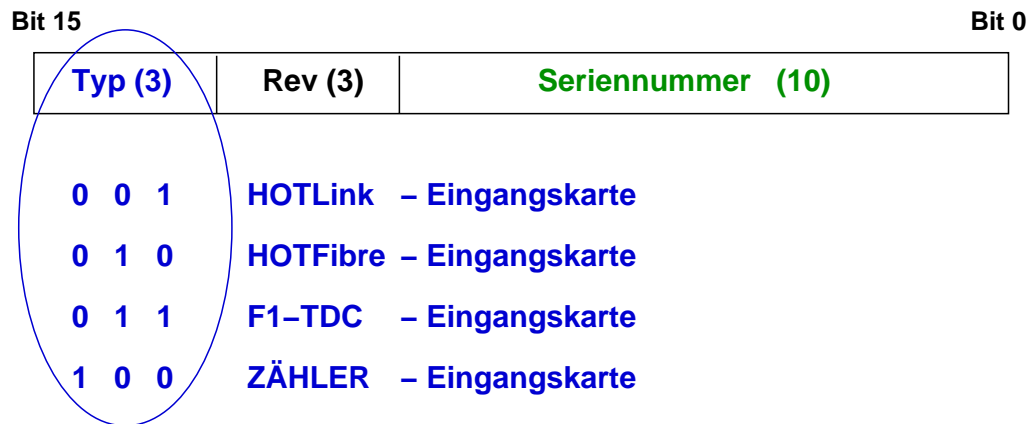 Bit 15 Bit 0
Typ (3) Rev (3) Seriennummer (10)
0 0 1 HOTLink – Eingangskarte
0 1 0 HOTFibre – Eingangskarte
0 1 1 F1–TDC – Eingangskarte
1 0 0 ZÄHLER – Eingangskarte